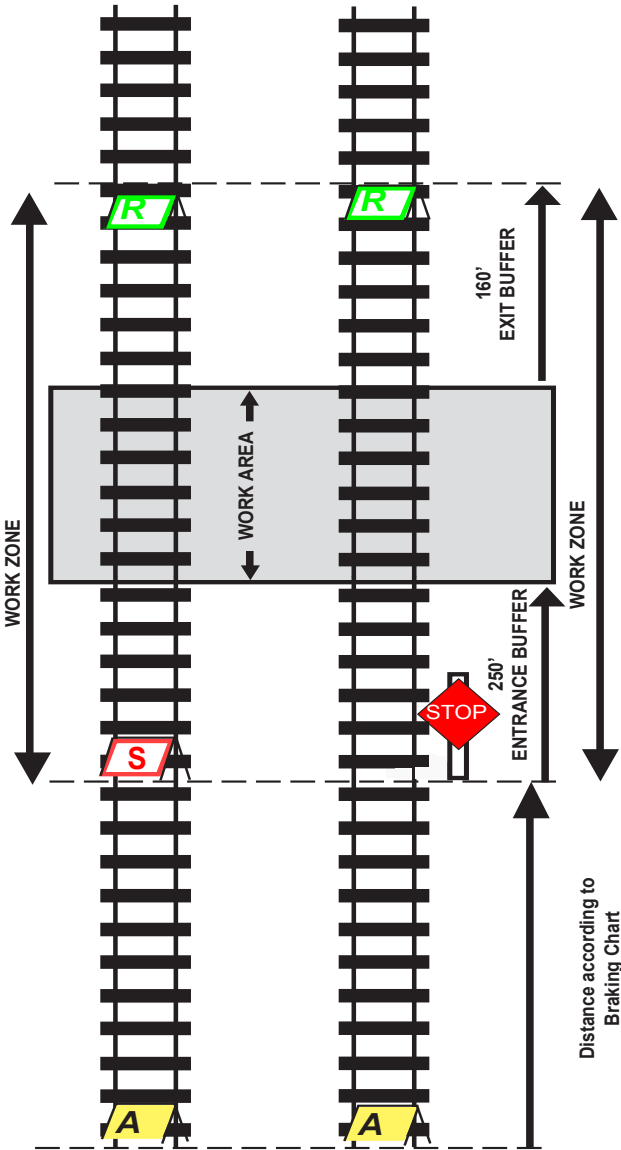 R
R
160'
EXIT BUFFER
WORK AREA
WORK ZONE
WORK ZONE
250'
ENTRANCE BUFFER
STOP
S
Distance according to
Braking Chart
A
A